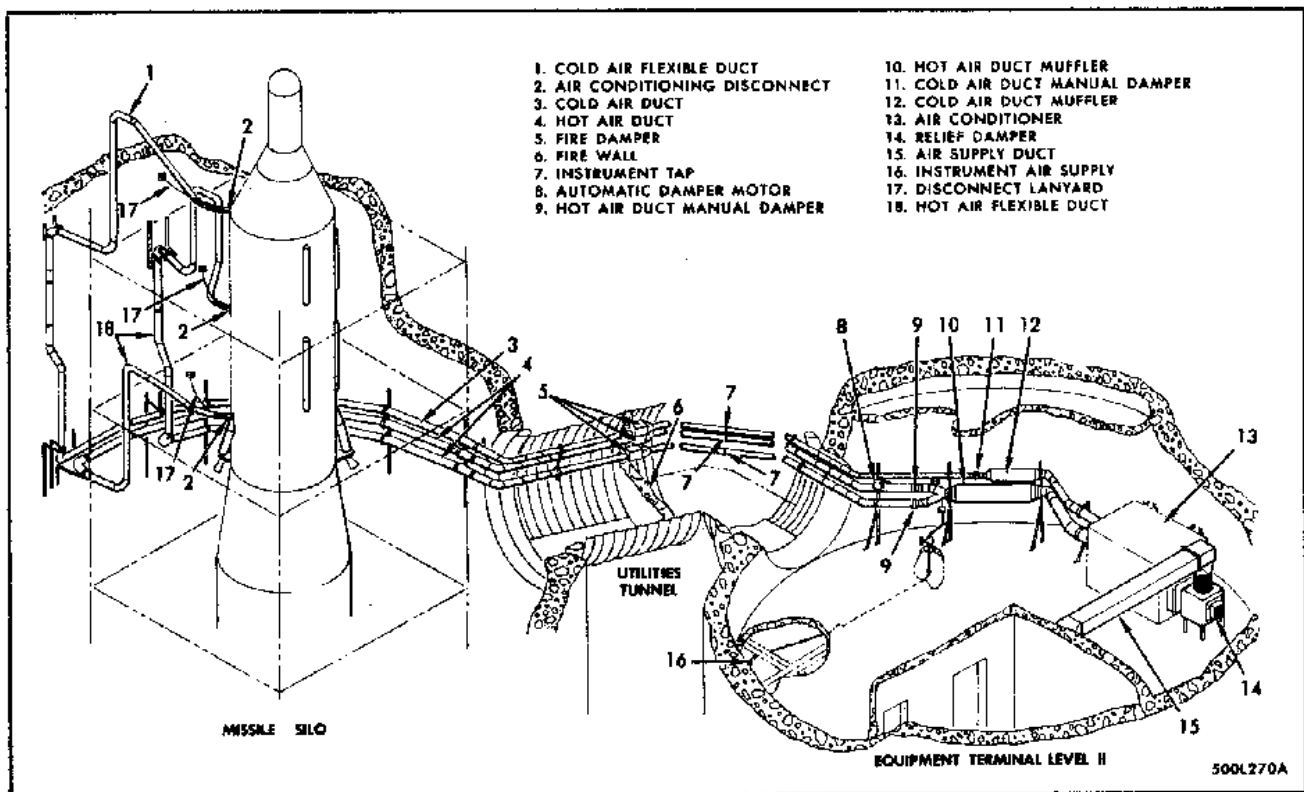 1. COLD AIR FLEXIBLE DUCT
2. AIR CONDITIONING DISCONNECT
3. COLD AIR DUCT
4. HOT AIR DUCT
5. FIRE DAMPER
6. FIRE WALL
7. INSTRUMENT TAP
8. AUTOMATIC DAMPER MOTOR
9. HOT AIR DUCT MANUAL DAMPER
10. HOT AIR DUCT MUFFLER
11. COLD AIR DUCT MANUAL DAMPER
12. COLD AIR DUCT MUFFLER
13. AIR CONDITIONER
14. RELIEF DAMPER
15. AIR SUPPLY DUCT
16. INSTRUMENT AIR SUPPLY
17. DISCONNECT LANYARD
18. HOT AIR FLEXIBLE DUCT
1
2
17
17
2
18
3
4
17
2
5
6
7
7
7
8
9
10
11
12
13
9
16
14
15
UTILITIES
TUNNEL
MISSILE SILO
EQUIPMENT TERMINAL LEVEL II
500L270A